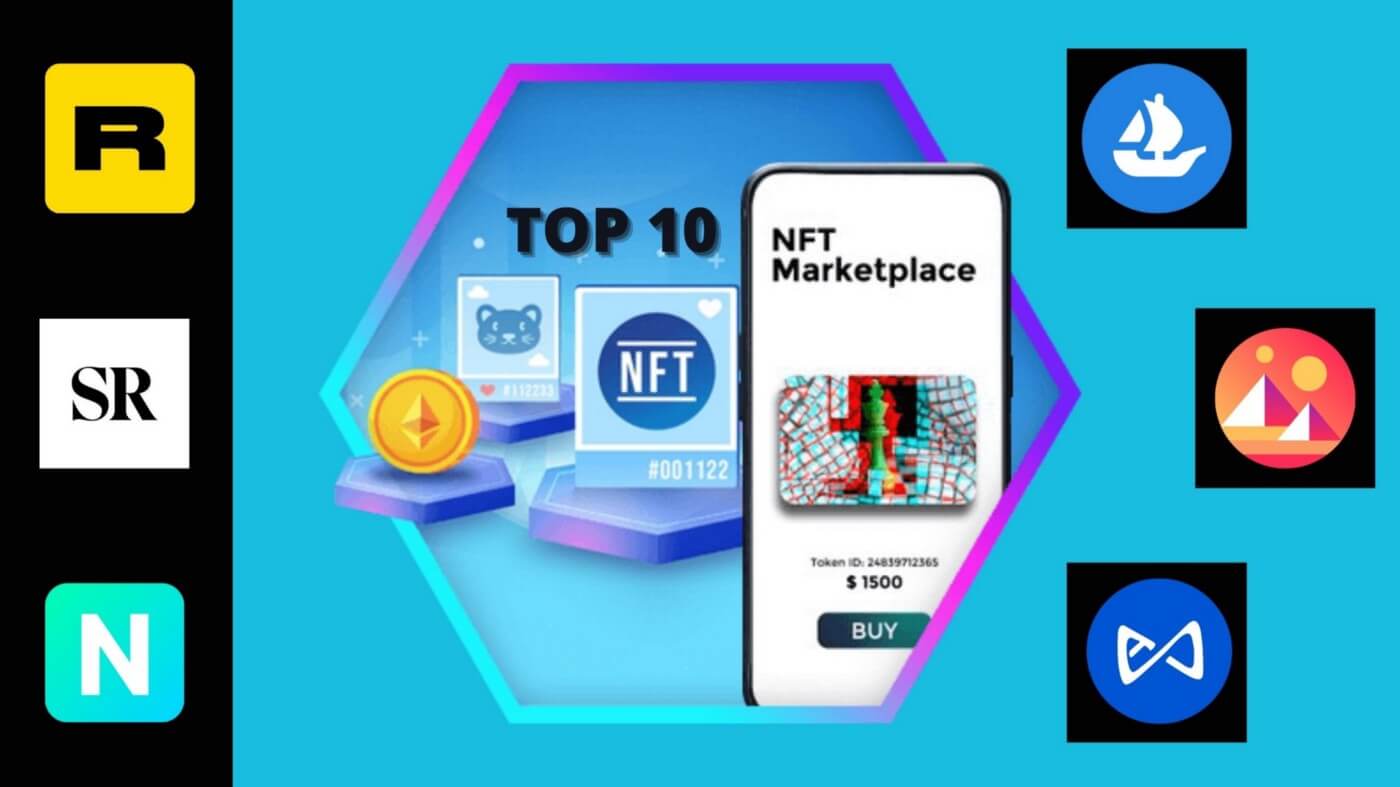 R
SR
N
TOP 10
#112233
NFT
#001122
NFT
Marketplace
Token ID: 24839712365
$ 1500
BUY